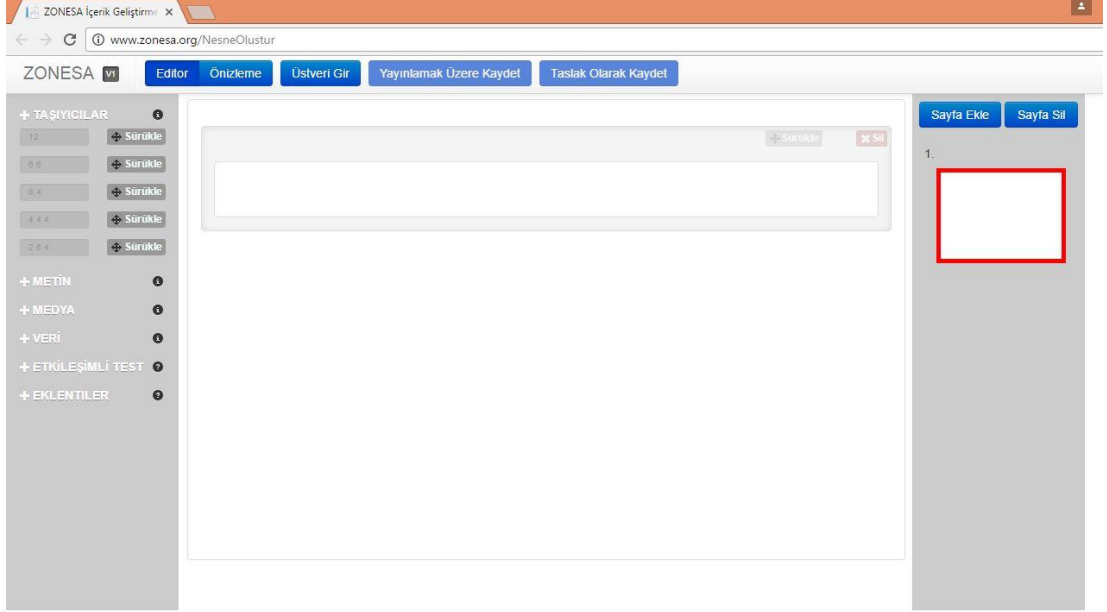 ZONESA İçerik Geliştirme
www.zonesa.org/NesneOlustur
ZONESA V1 Editor Önizleme Üstveri Gir Yayınlamak Üzere Kaydet Taslak Olarak Kaydet
+ TAŞIYICILAR
12 Sürükle
6 6 Sürükle
8 4 Sürükle
4 4 4 Sürükle
2 6 4 Sürükle
+ METİN
+ MEDYA
+ VERİ
+ ETKİLEŞİMLİ TEST
+ EKLENTILER
Sürükle Sil
Sayfa Ekle Sayfa Sil
1.